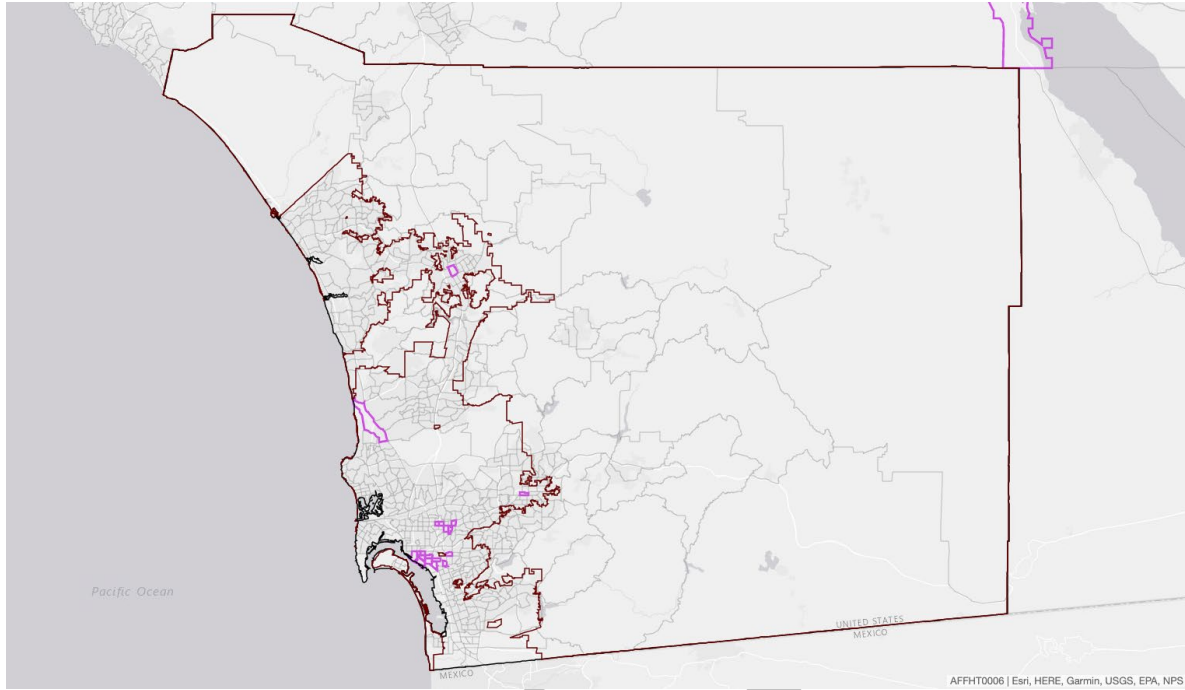 Pacific Ocean
UNITED STATES
MEXICO
MEXICO
AFFHT0006 | Esri, HERE, Garmin, USGS, EPA, NPS